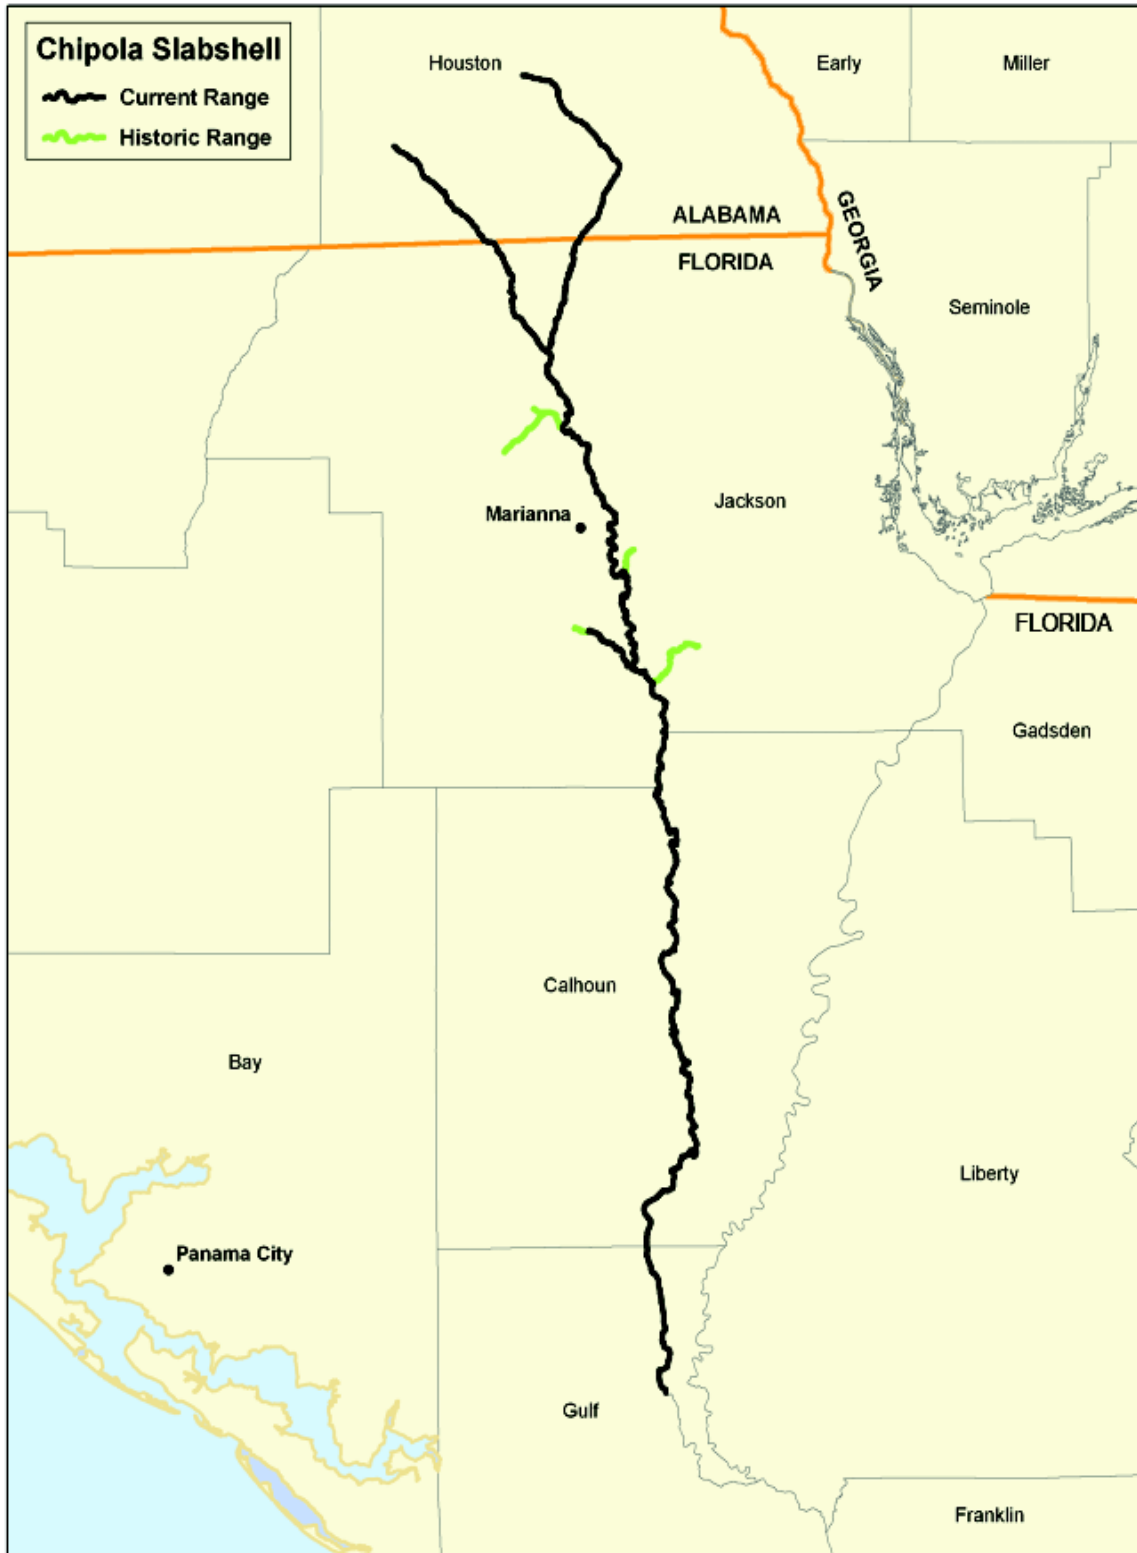 Chipola Slabshell
Current Range
Historic Range
Houston
Early
Miller
ALABAMA
GEORGIA
FLORIDA
Seminole
Marianna
Jackson
FLORIDA
Gadsden
Calhoun
Bay
Liberty
Panama City
Gulf
Franklin